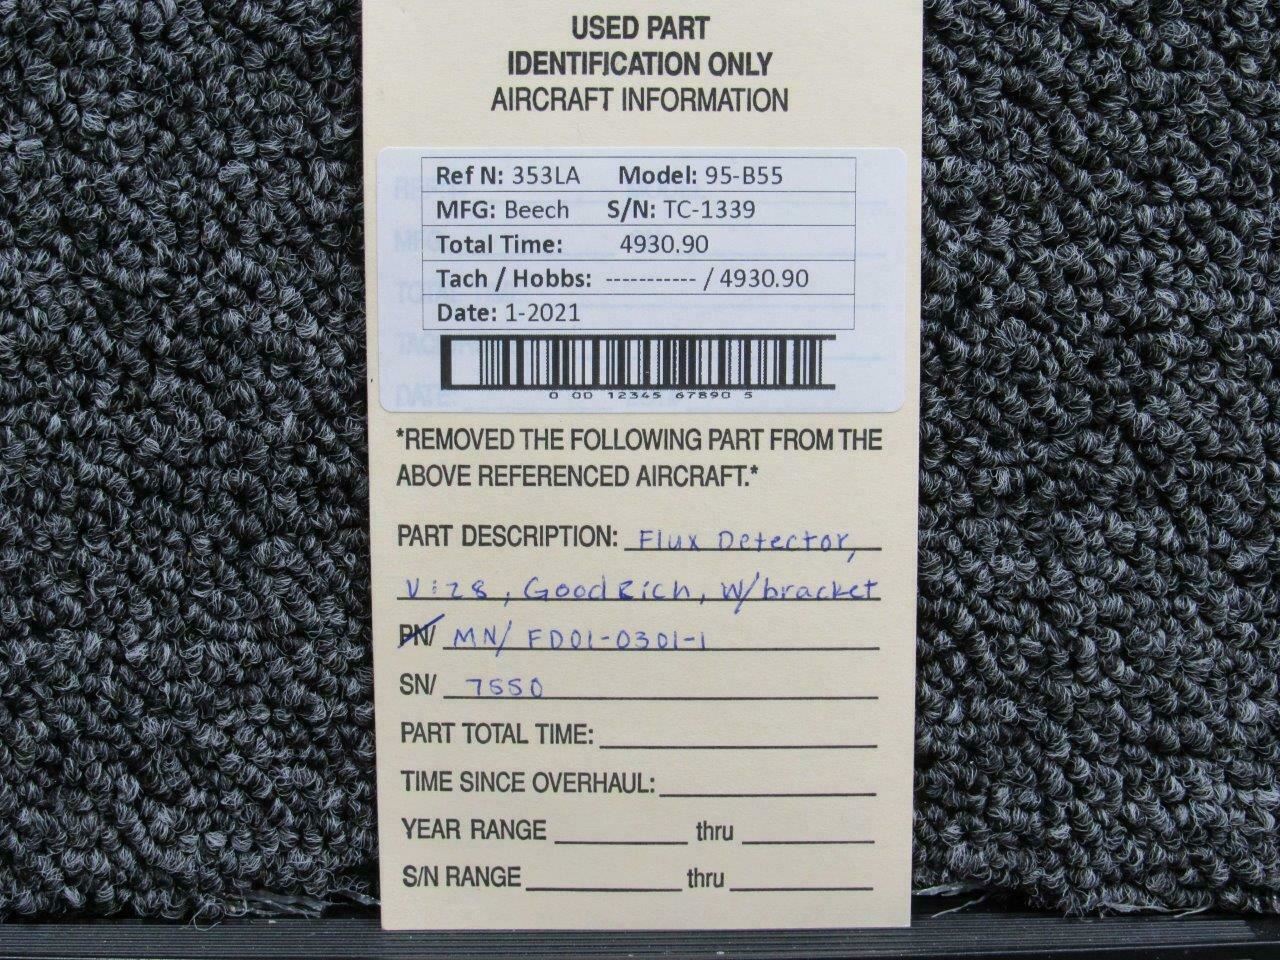 USED PART
IDENTIFICATION ONLY
AIRCRAFT INFORMATION
Ref N: 353LA Model: 95-B55
MFG: Beech S/N: TC-1339
Total Time: 4930.90
Tach / Hobbs: ----------- / 4930.90
Date: 1-2021
0 00 12345 67890 5
*REMOVED THE FOLLOWING PART FROM THE
ABOVE REFERENCED AIRCRAFT.*
PART DESCRIPTION: Flux Detector,
V:28, GoodRich, W/bracket
PN/ MN/ FD01-0301-1
SN/ 7550
PART TOTAL TIME:
TIME SINCE OVERHAUL:
YEAR RANGE thru
S/N RANGE thru